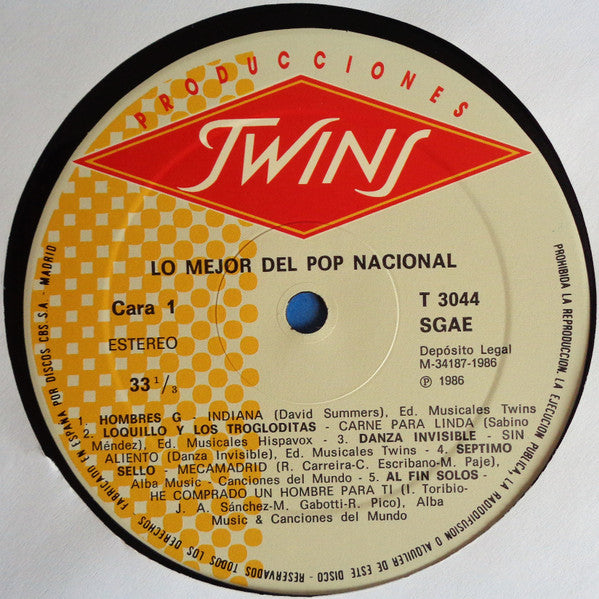 PRODUCCIONES
TWINS
LO MEJOR DEL POP NACIONAL
Cara 1
ESTEREO
33 1/3
T 3044
SGAE
Depósito Legal
M-34187-1986
Ⓟ 1986
1. HOMBRES G - INDIANA (David Summers), Ed. Musicales Twins
- 2. LOQUILLO Y LOS TROGLODITAS - CARNE PARA LINDA (Sabino
Méndez), Ed. Musicales Hispavox - 3. DANZA INVISIBLE - SIN
ALIENTO (Danza Invisible), Ed. Musicales Twins - 4. SEPTIMO
SELLO - MECAMADRID (R. Carreira-C. Escribano-M. Paje),
Alba Music - Canciones del Mundo - 5. AL FIN SOLOS -
HE COMPRADO UN HOMBRE PARA TI (I. Toribio-
J. A. Sánchez-M. Gabotti-R. Pico), Alba
Music & Canciones del Mundo
FABRICADO EN ESPAÑA POR DISCOS CBS. S.A. - MADRID
PROHIBIDA LA REPRODUCCION, LA EJECUCION PUBLICA, LA RADIODIFUSION O ALQUILER DE ESTE DISCO - RESERVADOS TODOS LOS DERECHOS